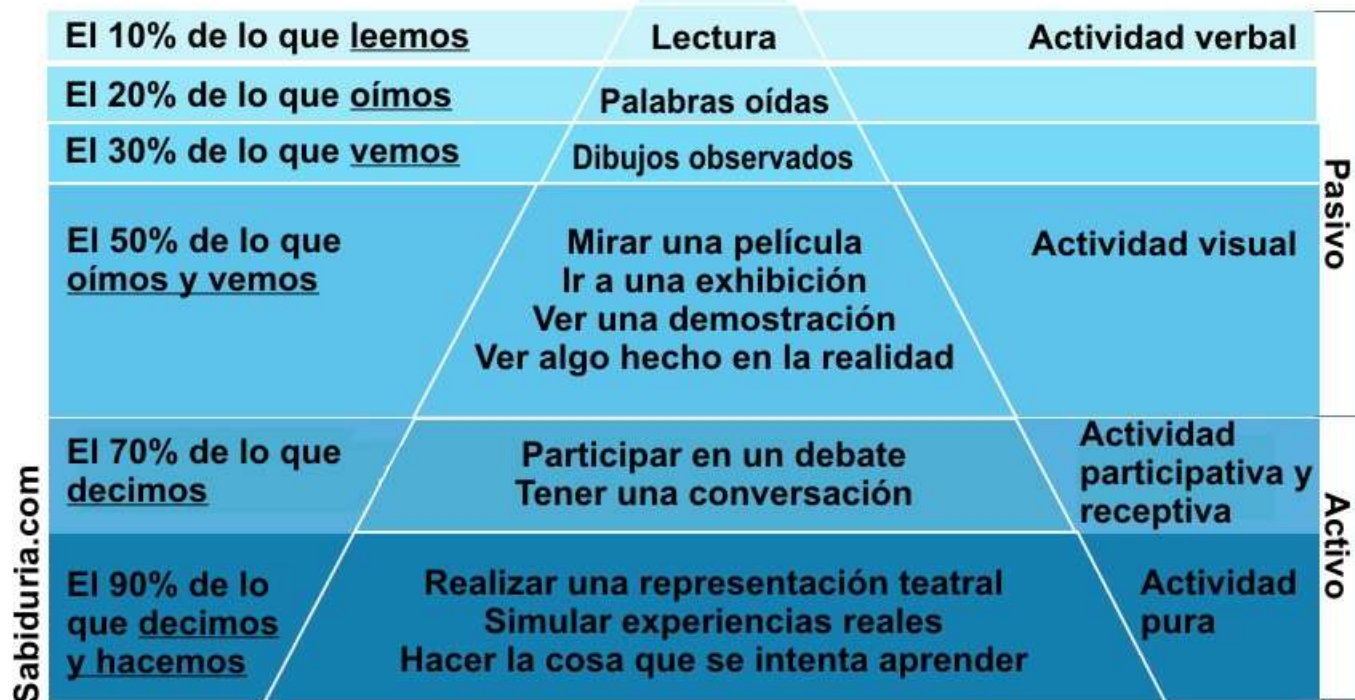 El 10% de lo que leemos
Lectura
Actividad verbal
El 20% de lo que oímos
Palabras oídas
El 30% de lo que vemos
Dibujos observados
El 50% de lo que
oímos y vemos
Mirar una película
Ir a una exhibición
Ver una demostración
Ver algo hecho en la realidad
Actividad visual
Pasivo
El 70% de lo que
decimos
Participar en un debate
Tener una conversación
Actividad
participativa y
receptiva
El 90% de lo
que decimos
y hacemos
Realizar una representación teatral
Simular experiencias reales
Hacer la cosa que se intenta aprender
Actividad
pura
Activo
Sabiduria.com